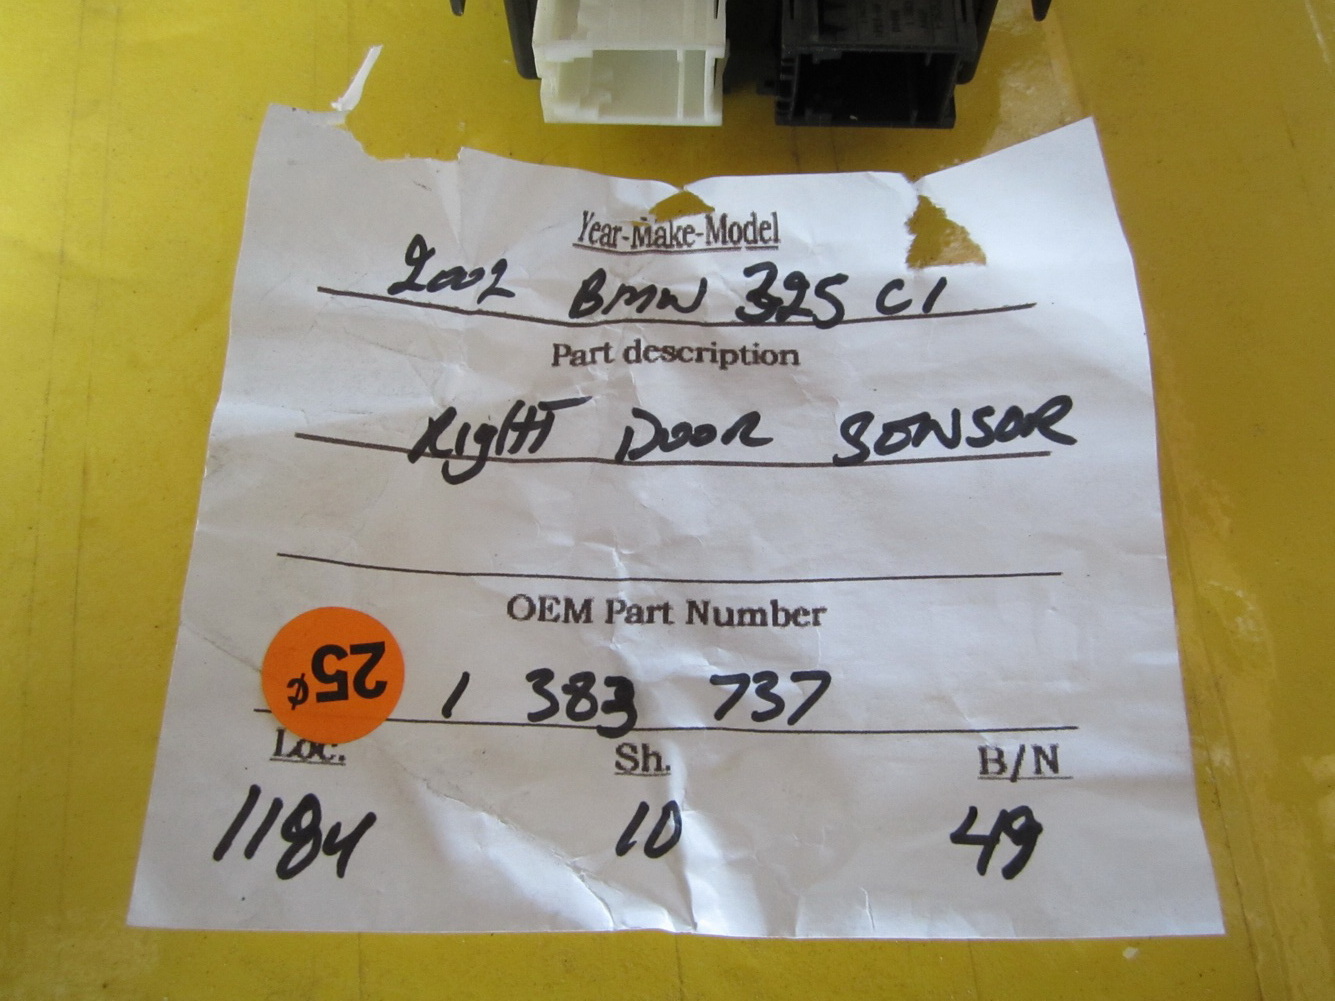 Year-Make-Model
2002 BMW 325 CI
Part description
RigHT DOOR SENSOR
OEM Part Number
25¢
1 383 737
Loc. Sh. B/N
1184 10 49